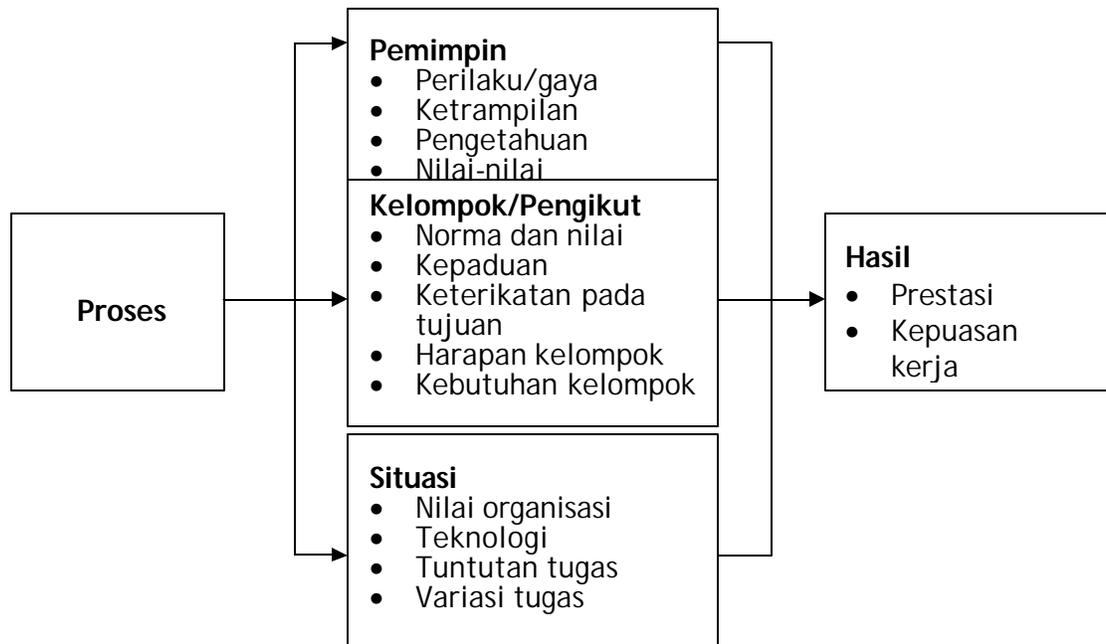 Pemimpin
• Perilaku/gaya
• Ketrampilan
• Pengetahuan
• Nilai-nilai
Kelompok/Pengikut
• Norma dan nilai
• Kepaduan
• Keterikatan pada
tujuan
• Harapan kelompok
• Kebutuhan kelompok
Situasi
• Nilai organisasi
• Teknologi
• Tuntutan tugas
• Variasi tugas
Proses
Hasil
• Prestasi
• Kepuasan
kerja